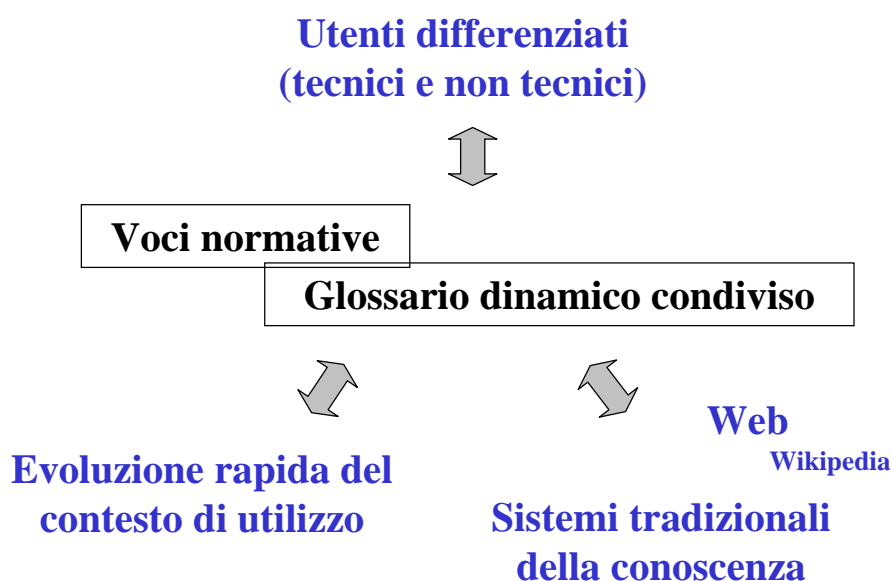 Utenti differenziati
(tecnici e non tecnici)
Voci normative
Glossario dinamico condiviso
Evoluzione rapida del
contesto di utilizzo
Web
Wikipedia
Sistemi tradizionali
della conoscenza